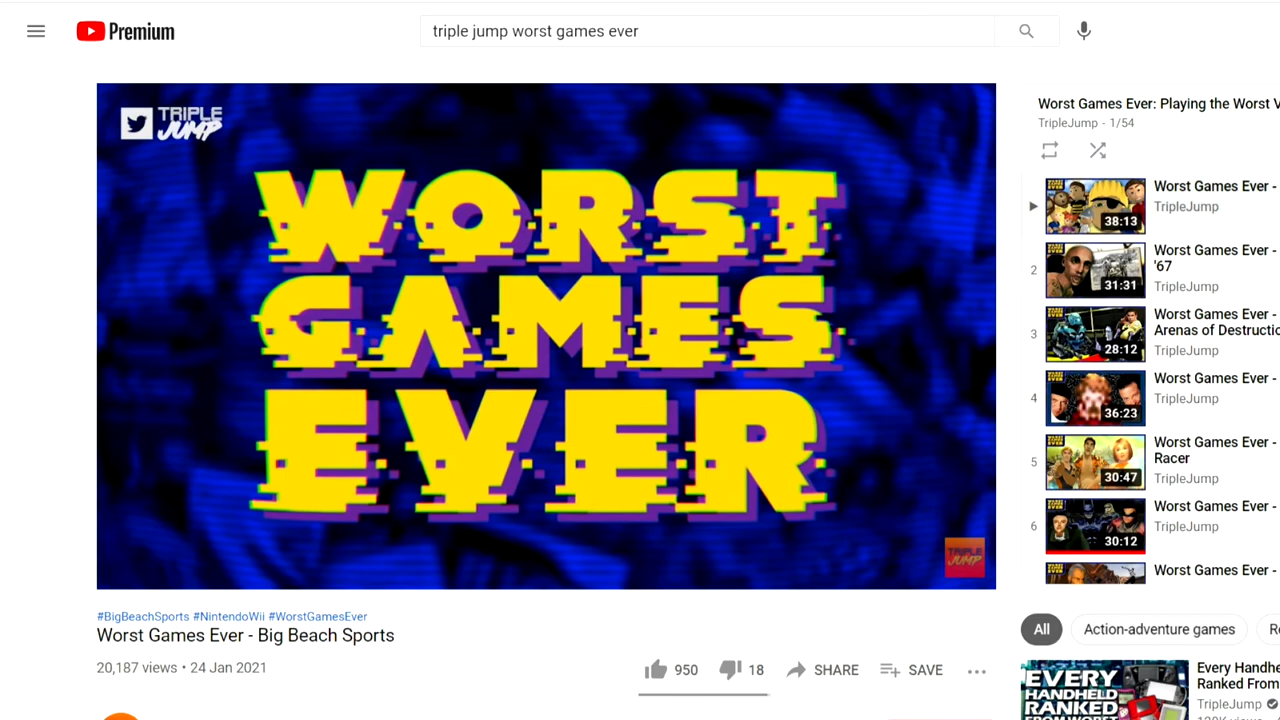 Premium
triple jump worst games ever
TRIPLE
JUMP
WORST
GAMES
EVER
TRIPLE
JUMP
#BigBeachSports #NintendoWii #WorstGamesEver
Worst Games Ever - Big Beach Sports
20,187 views • 24 Jan 2021
950
18
SHARE
SAVE
Worst Games Ever: Playing the Worst V
TripleJump - 1/54
38:13
Worst Games Ever -
TripleJump
2
31:31
Worst Games Ever -
'67
TripleJump
3
28:12
Worst Games Ever -
Arenas of Destructio
TripleJump
4
36:23
Worst Games Ever -
TripleJump
5
30:47
Worst Games Ever -
Racer
TripleJump
6
30:12
Worst Games Ever -
TripleJump
Worst Games Ever -
All
Action-adventure games
EVERY
HANDHELD
RANKED
FROM WORST
Every Handhe
Ranked From
TripleJump